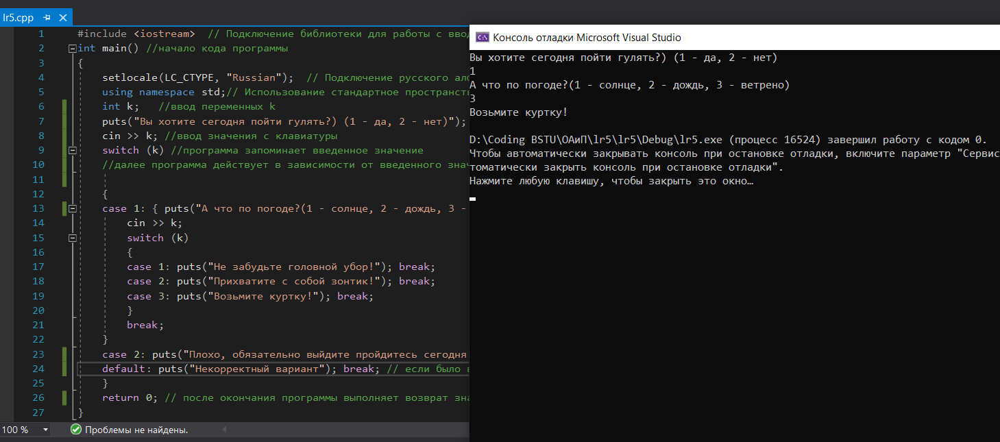 lr5.cpp
1 #include <iostream> // Подключение библиотеки для работы с ввод
2 int main() //начало кода программы
3 {
4 setlocale(LC_CTYPE, "Russian"); // Подключение русского ал
5 using namespace std;// Использование стандартное пространств
6 int k; //ввод переменных k
7 puts("Вы хотите сегодня пойти гулять?) (1 - да, 2 - нет)");
8 cin >> k; //ввод значения с клавиатуры
9 switch (k) //программа запоминает введенное значение
10 //далее программа действует в зависимости от введенного знач
11
12 {
13 case 1: { puts("А что по погоде?(1 - солнце, 2 - дождь, 3 -
14 cin >> k;
15 switch (k)
16 {
17 case 1: puts("Не забудьте головной убор!"); break;
18 case 2: puts("Прихватите с собой зонтик!"); break;
19 case 3: puts("Возьмите куртку!"); break;
20 }
21 break;
22 }
23 case 2: puts("Плохо, обязательно выйдите пройдитесь сегодня
24 default: puts("Некорректный вариант"); break; // если было в
25 }
26 return 0; // после окончания программы выполняет возврат зна
27 }
100 %
Проблемы не найдены.
Консоль отладки Microsoft Visual Studio
Вы хотите сегодня пойти гулять?) (1 - да, 2 - нет)
1
А что по погоде?(1 - солнце, 2 - дождь, 3 - ветрено)
3
Возьмите куртку!
D:\Coding BSTU\ОАиП\lr5\lr5\Debug\lr5.exe (процесс 16524) завершил работу с кодом 0.
Чтобы автоматически закрывать консоль при остановке отладки, включите параметр "Сервис
томатически закрыть консоль при остановке отладки".
Нажмите любую клавишу, чтобы закрыть это окно…